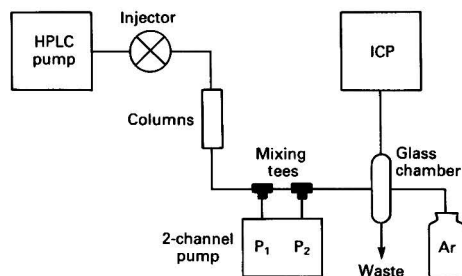 Injector
HPLC
pump
ICP
Columns
Mixing
tees
Glass
chamber
2-channel
pump
P₁
P₂
Ar
Waste